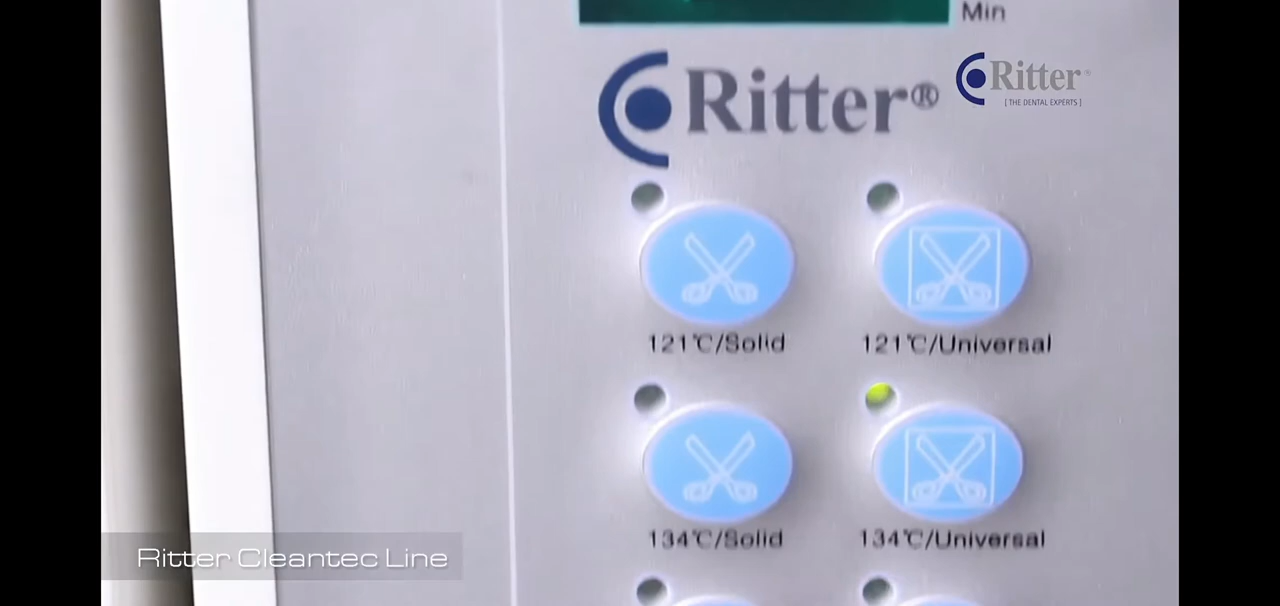 Min
Ritter®
Ritter®
[ THE DENTAL EXPERTS ]
121℃/Solid
121℃/Universal
134℃/Solid
134℃/Universal
Ritter Cleantec Line